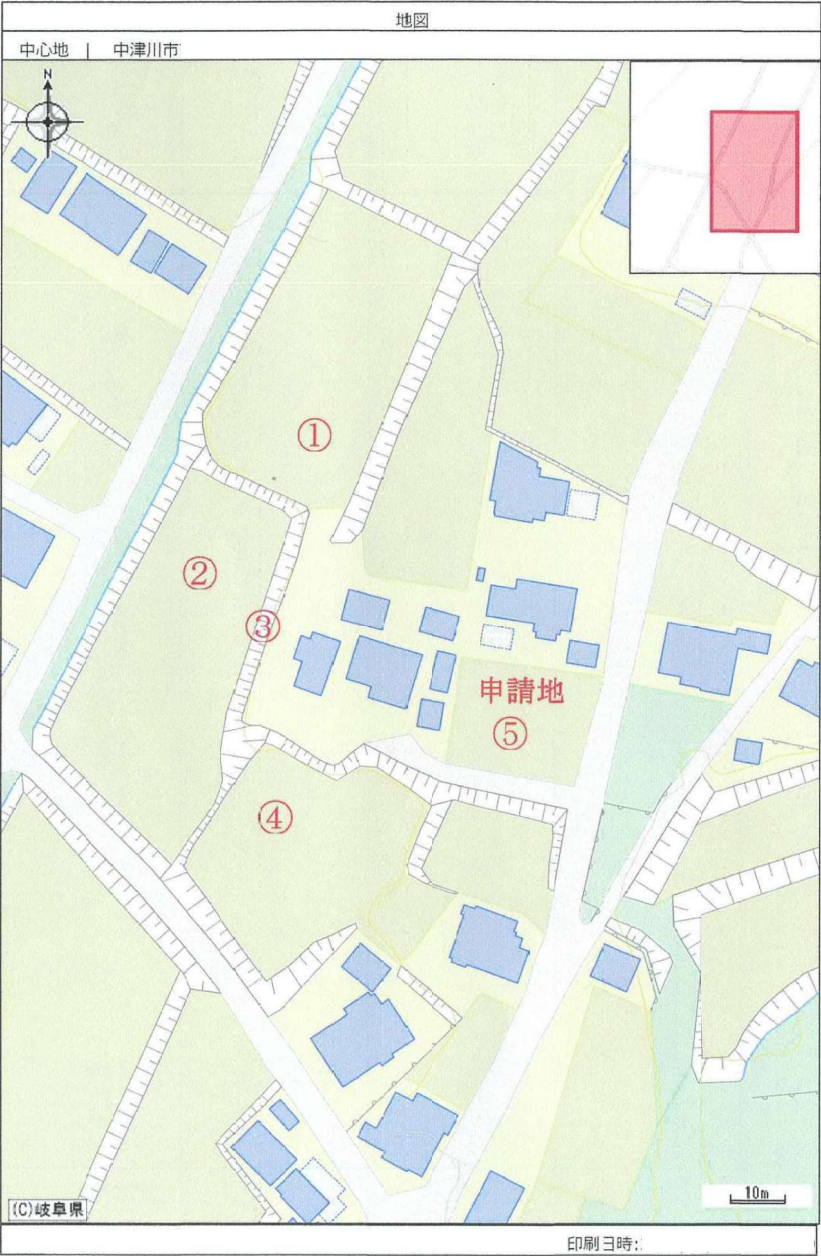 地図
中心地 | 中津川市
N
①
②
③
申請地
⑤
④
10m
(C)岐阜県
印刷日時: